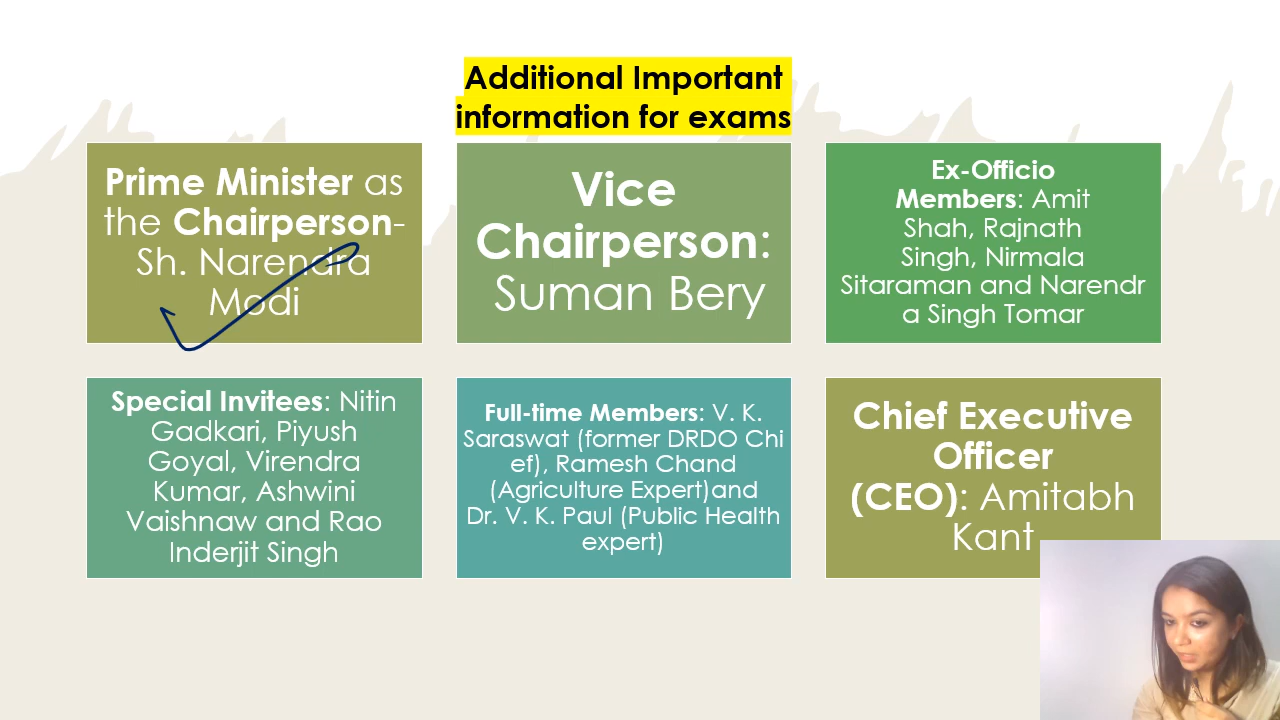 Additional Important
information for exams
Prime Minister as
the Chairperson-
Sh. Narendra
Modi
Vice
Chairperson:
Suman Bery
Ex-Officio
Members: Amit
Shah, Rajnath
Singh, Nirmala
Sitaraman and Narendr
a Singh Tomar
Special Invitees: Nitin
Gadkari, Piyush
Goyal, Virendra
Kumar, Ashwini
Vaishnaw and Rao
Inderjit Singh
Full-time Members: V. K.
Saraswat (former DRDO Chi
ef), Ramesh Chand
(Agriculture Expert)and
Dr. V. K. Paul (Public Health
expert)
Chief Executive
Officer
(CEO): Amitabh
Kant